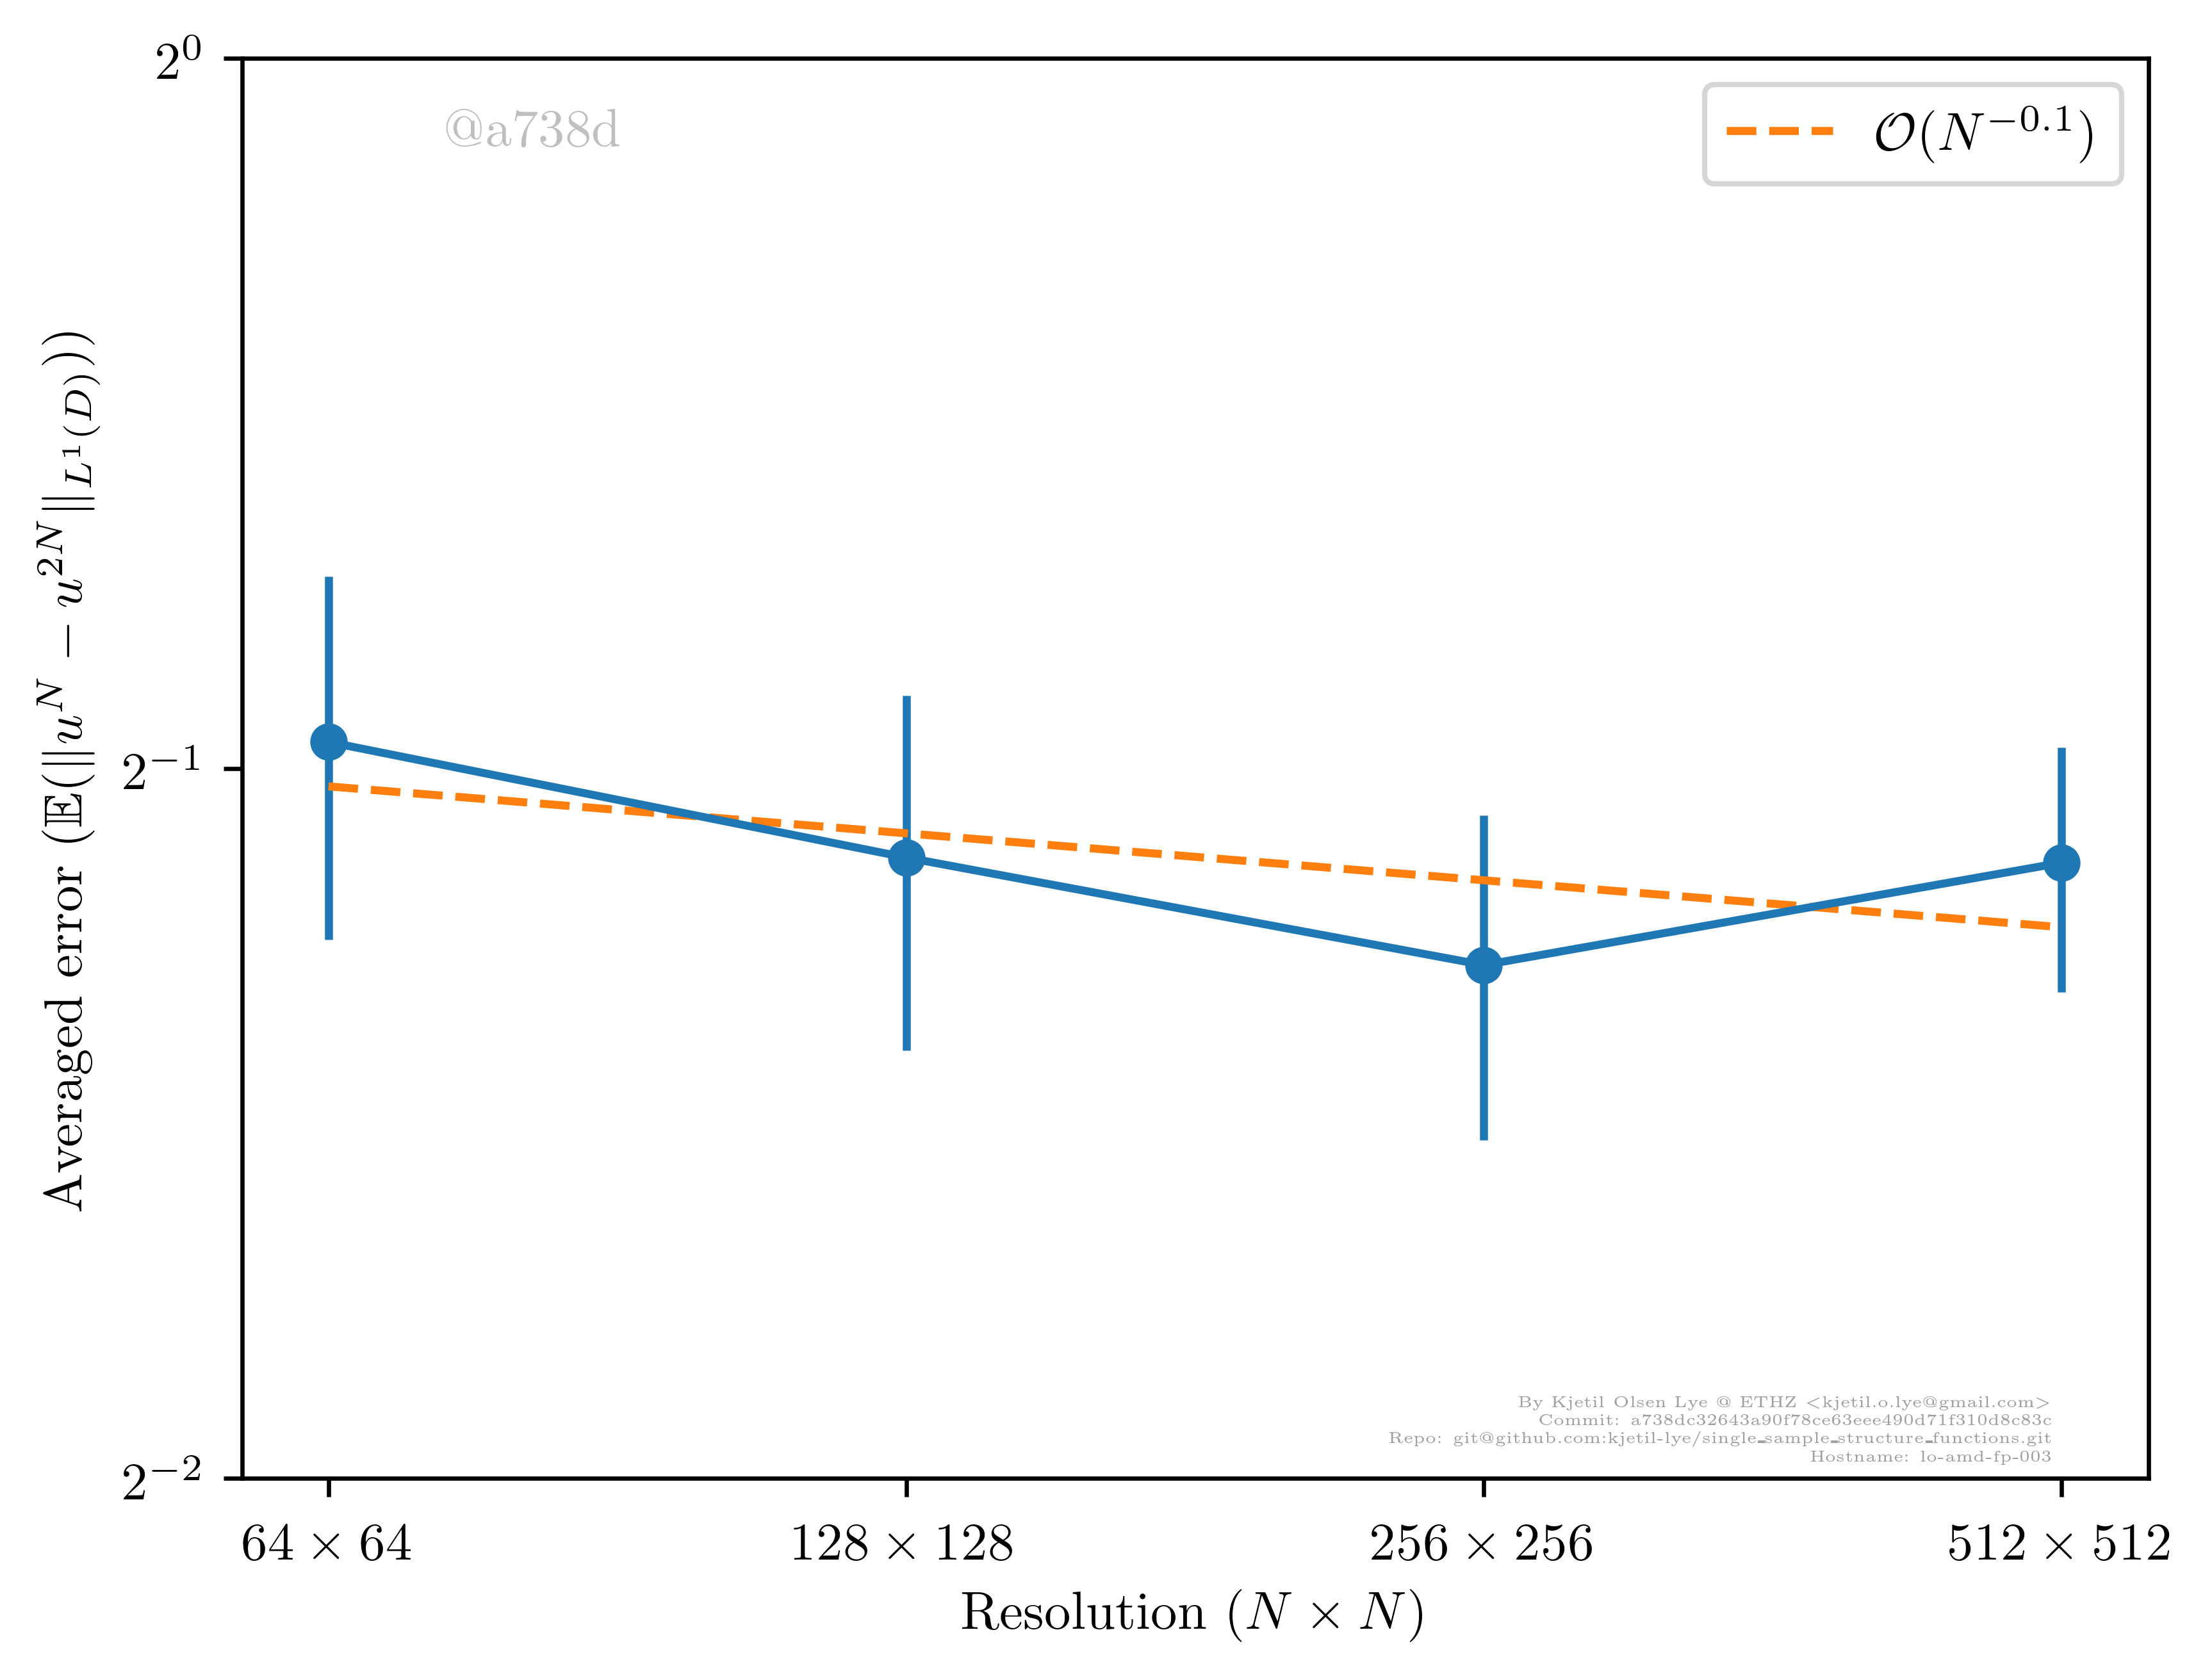 2^0
@a738d
O(N^{-0.1})
Averaged error (𝔼(‖u^N − u^{2N}‖_{L^1(D)}))
2^{-1}
By Kjetil Olsen Lye @ ETHZ <kjetil.o.lye@gmail.com>
Commit: a738dc32643a90f78ce63eee490d71f310d8c83c
Repo: git@github.com:kjetil-lye/single_sample_structure_functions.git
Hostname: lo-amd-fp-003
2^{-2}
64 × 64 128 × 128 256 × 256 512 × 512
Resolution (N × N)